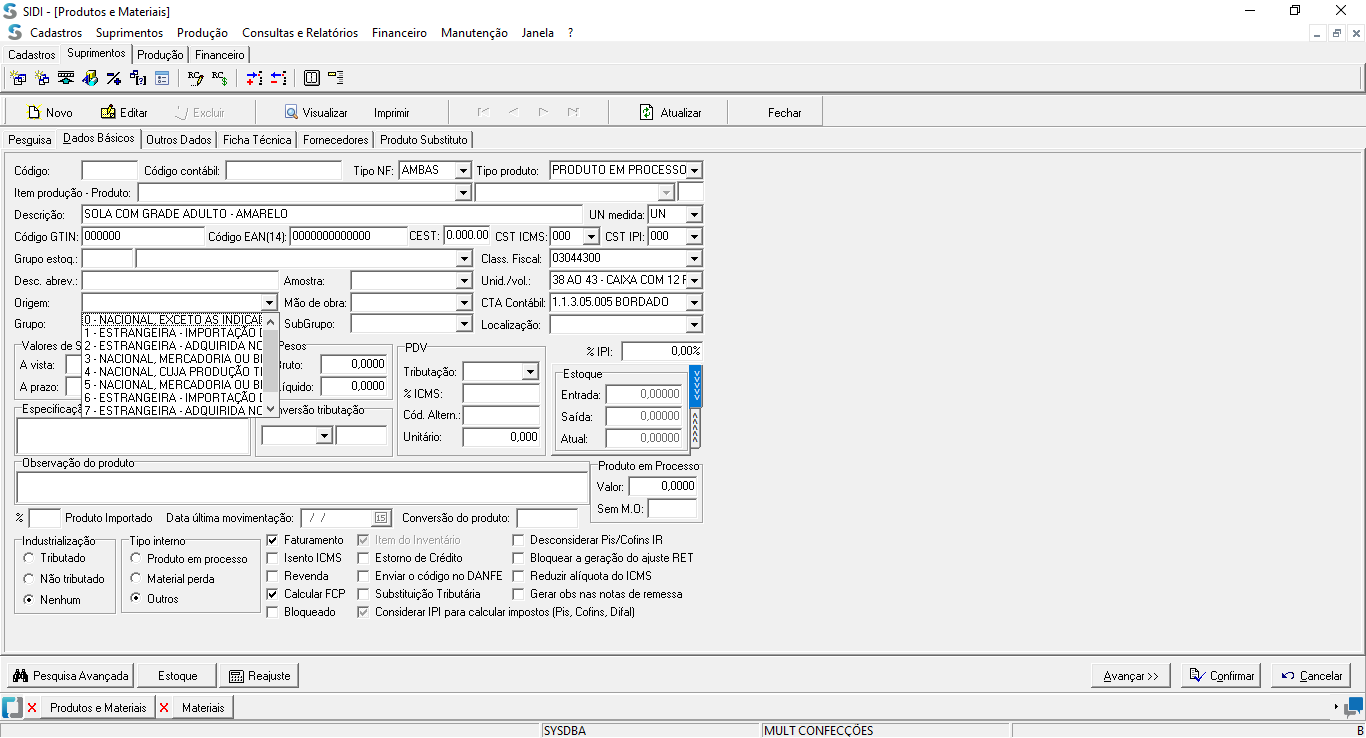 SIDI - [Produtos e Materiais]
Cadastros Suprimentos Produção Consultas e Relatórios Financeiro Manutenção Janela ?
Cadastros Suprimentos Produção Financeiro
Novo Editar Excluir Visualizar Imprimir Atualizar Fechar
Pesquisa Dados Básicos Outros Dados Ficha Técnica Fornecedores Produto Substituto
Código: Código contábil: Tipo NF: AMBAS Tipo produto: PRODUTO EM PROCESSO
Item produção - Produto:
Descrição: SOLA COM GRADE ADULTO - AMARELO UN medida: UN
Código GTIN: 000000 Código EAN(14): 0000000000000 CEST: 0.000.00 CST ICMS: 000 CST IPI: 000
Grupo estoq.: Class. Fiscal: 03044300
Desc. abrev.: Amostra: Unid./vol.: 38 AO 43 - CAIXA COM 12
Origem: Mão de obra: CTA Contábil: 1.1.3.05.005 BORDADO
Grupo: 0 - NACIONAL, EXCETO AS INDICAD SubGrupo: Localização:
1 - ESTRANGEIRA - IMPORTAÇÃO D
Valores de S 2 - ESTRANGEIRA - ADQUIRIDA NO Pesos PDV % IPI: 0,00%
A vista: 3 - NACIONAL, MERCADORIA OU BE Bruto: 0,0000 Tributação: Estoque
4 - NACIONAL, CUJA PRODUÇÃO T
A prazo: 5 - NACIONAL, MERCADORIA OU BE Líquido: 0,0000 % ICMS: Entrada: 0,00000
6 - ESTRANGEIRA - IMPORTAÇÃO D
Especificaçã 7 - ESTRANGEIRA - ADQUIRIDA NO nversão tributação Cód. Altern.: Saída: 0,00000
Unitário: 0,000 Atual: 0,00000
Observação do produto Produto em Processo
Valor: 0,0000
Sem M.O:
% Produto Importado Data última movimentação: / / 15 Conversão do produto:
Industrialização Tipo interno Faturamento Item do Inventário Desconsiderar Pis/Cofins IR
Tributado Produto em processo Isento ICMS Estorno de Crédito Bloquear a geração do ajuste RET
Não tributado Material perda Revenda Enviar o código no DANFE Reduzir alíquota do ICMS
Nenhum Outros Calcular FCP Substituição Tributária Gerar obs nas notas de remessa
Bloqueado Considerar IPI para calcular impostos (Pis, Cofins, Difal)
Pesquisa Avançada Estoque Reajuste Avançar >> Confirmar Cancelar
Produtos e Materiais Materiais
SYSDBA MULT CONFECÇÕES B